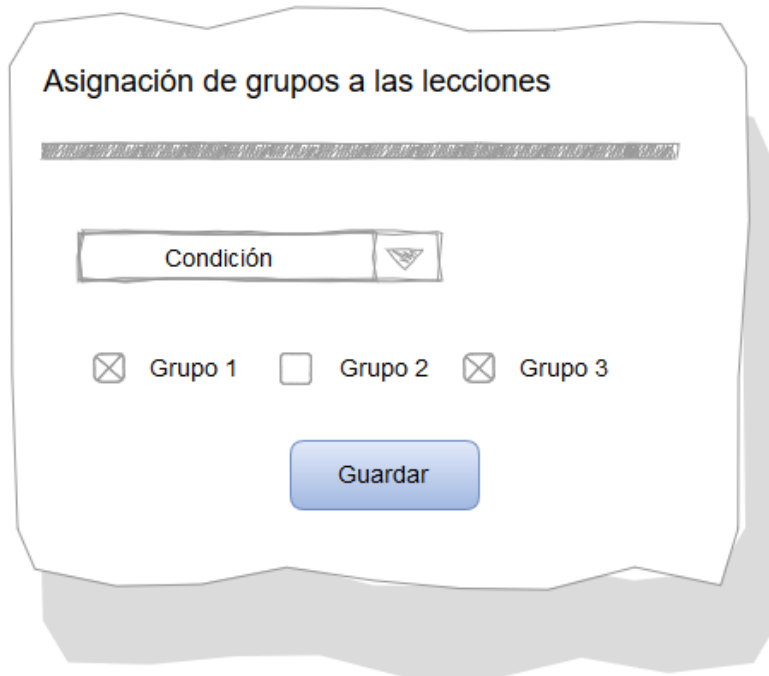 Asignación de grupos a las lecciones
Condición
Grupo 1 Grupo 2 Grupo 3
Guardar